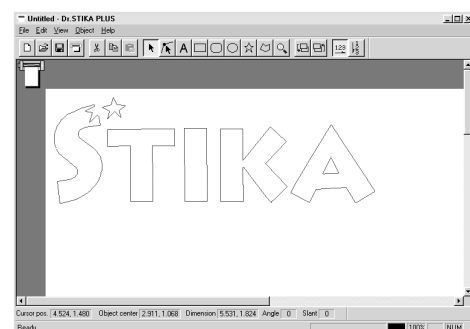 Untitled - Dr.STIKA PLUS
File Edit View Object Help
A 123
STIKA
Cursor pos. 4.524, 1.480 Object center 2.911, 1.068 Dimension 5.531, 1.824 Angle 0 Slant 0
Ready 100% NUM